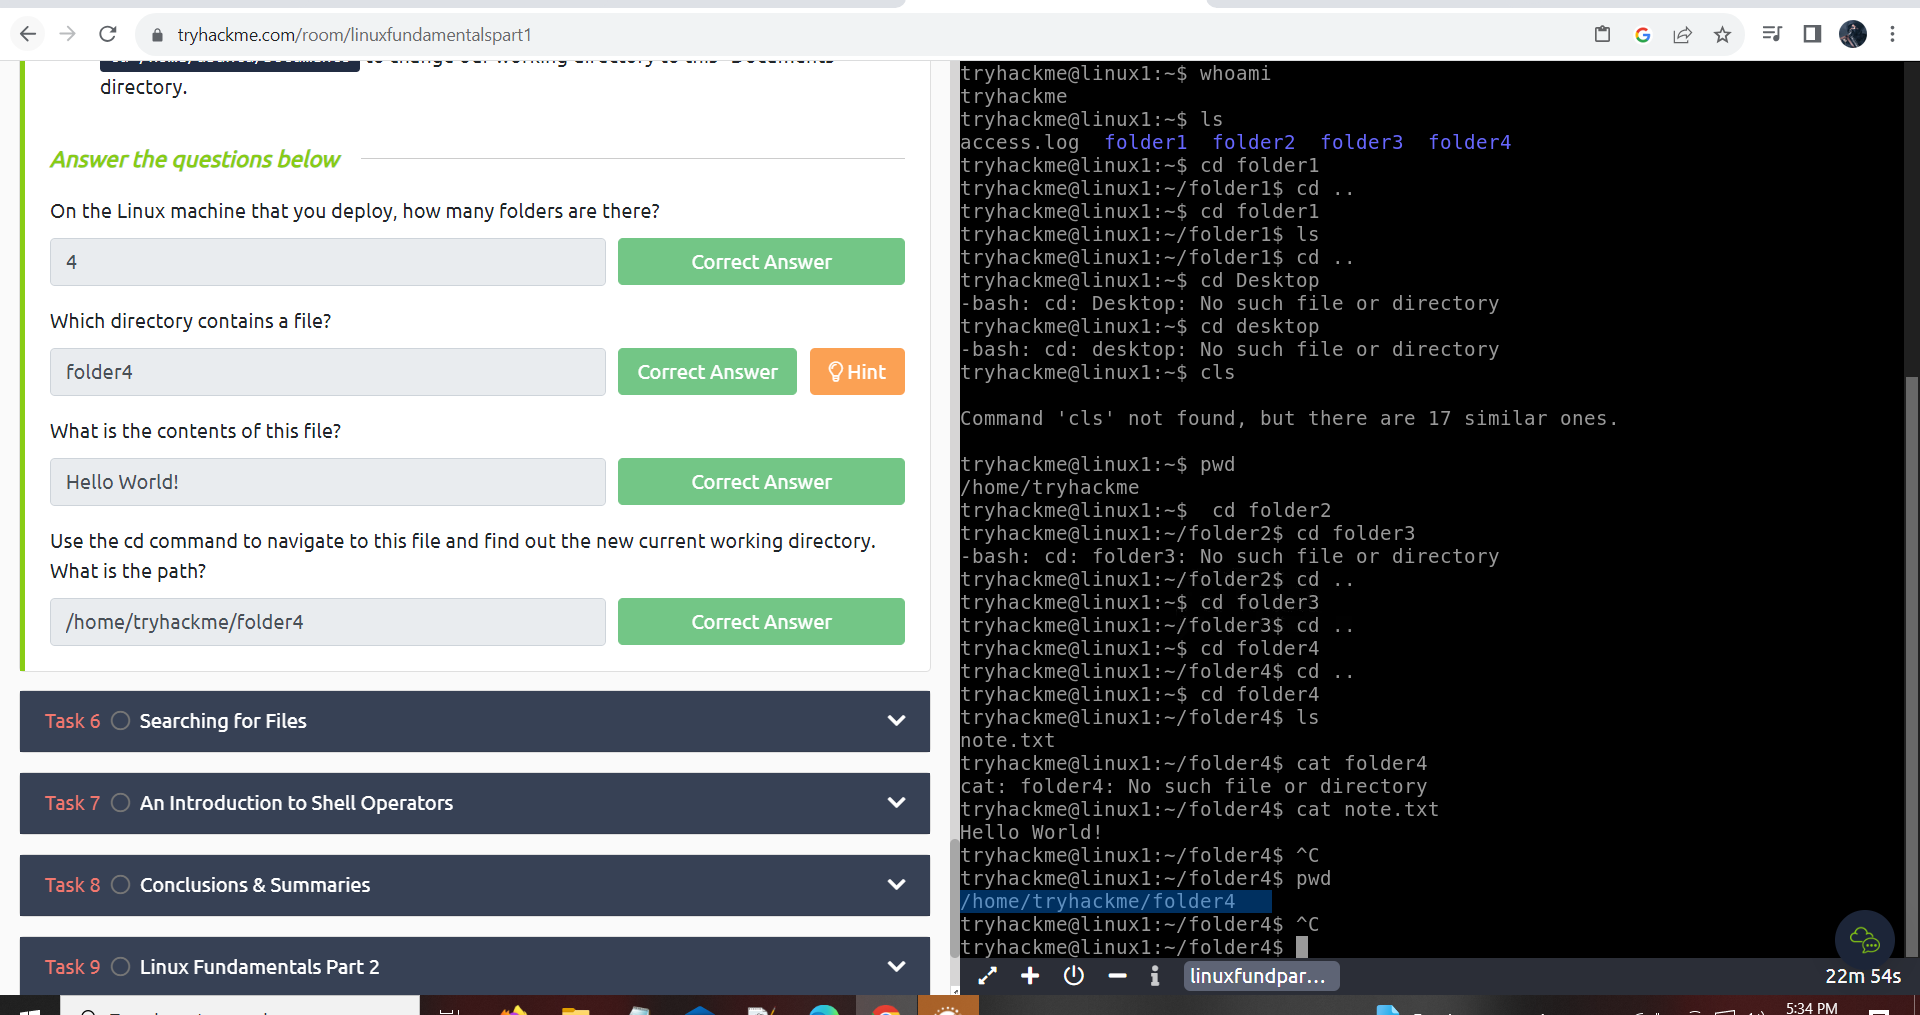 tryhackme.com/room/linuxfundamentalspart1
to change our working directory to this "Documents"
directory.
Answer the questions below
On the Linux machine that you deploy, how many folders are there?
4
Correct Answer
Which directory contains a file?
folder4
Correct Answer
Hint
What is the contents of this file?
Hello World!
Correct Answer
Use the cd command to navigate to this file and find out the new current working directory.
What is the path?
/home/tryhackme/folder4
Correct Answer
Task 6 Searching for Files
Task 7 An Introduction to Shell Operators
Task 8 Conclusions & Summaries
Task 9 Linux Fundamentals Part 2
tryhackme@linux1:~$ whoami
tryhackme
tryhackme@linux1:~$ ls
access.log folder1 folder2 folder3 folder4
tryhackme@linux1:~$ cd folder1
tryhackme@linux1:~/folder1$ cd ..
tryhackme@linux1:~$ cd folder1
tryhackme@linux1:~/folder1$ ls
tryhackme@linux1:~/folder1$ cd ..
tryhackme@linux1:~$ cd Desktop
-bash: cd: Desktop: No such file or directory
tryhackme@linux1:~$ cd desktop
-bash: cd: desktop: No such file or directory
tryhackme@linux1:~$ cls
Command 'cls' not found, but there are 17 similar ones.
tryhackme@linux1:~$ pwd
/home/tryhackme
tryhackme@linux1:~$  cd folder2
tryhackme@linux1:~/folder2$ cd folder3
-bash: cd: folder3: No such file or directory
tryhackme@linux1:~/folder2$ cd ..
tryhackme@linux1:~$ cd folder3
tryhackme@linux1:~/folder3$ cd ..
tryhackme@linux1:~$ cd folder4
tryhackme@linux1:~/folder4$ cd ..
tryhackme@linux1:~$ cd folder4
tryhackme@linux1:~/folder4$ ls
note.txt
tryhackme@linux1:~/folder4$ cat folder4
cat: folder4: No such file or directory
tryhackme@linux1:~/folder4$ cat note.txt
Hello World!
tryhackme@linux1:~/folder4$ ^C
tryhackme@linux1:~/folder4$ pwd
/home/tryhackme/folder4
tryhackme@linux1:~/folder4$ ^C
tryhackme@linux1:~/folder4$
linuxfundpar...
22m 54s
5:34 PM